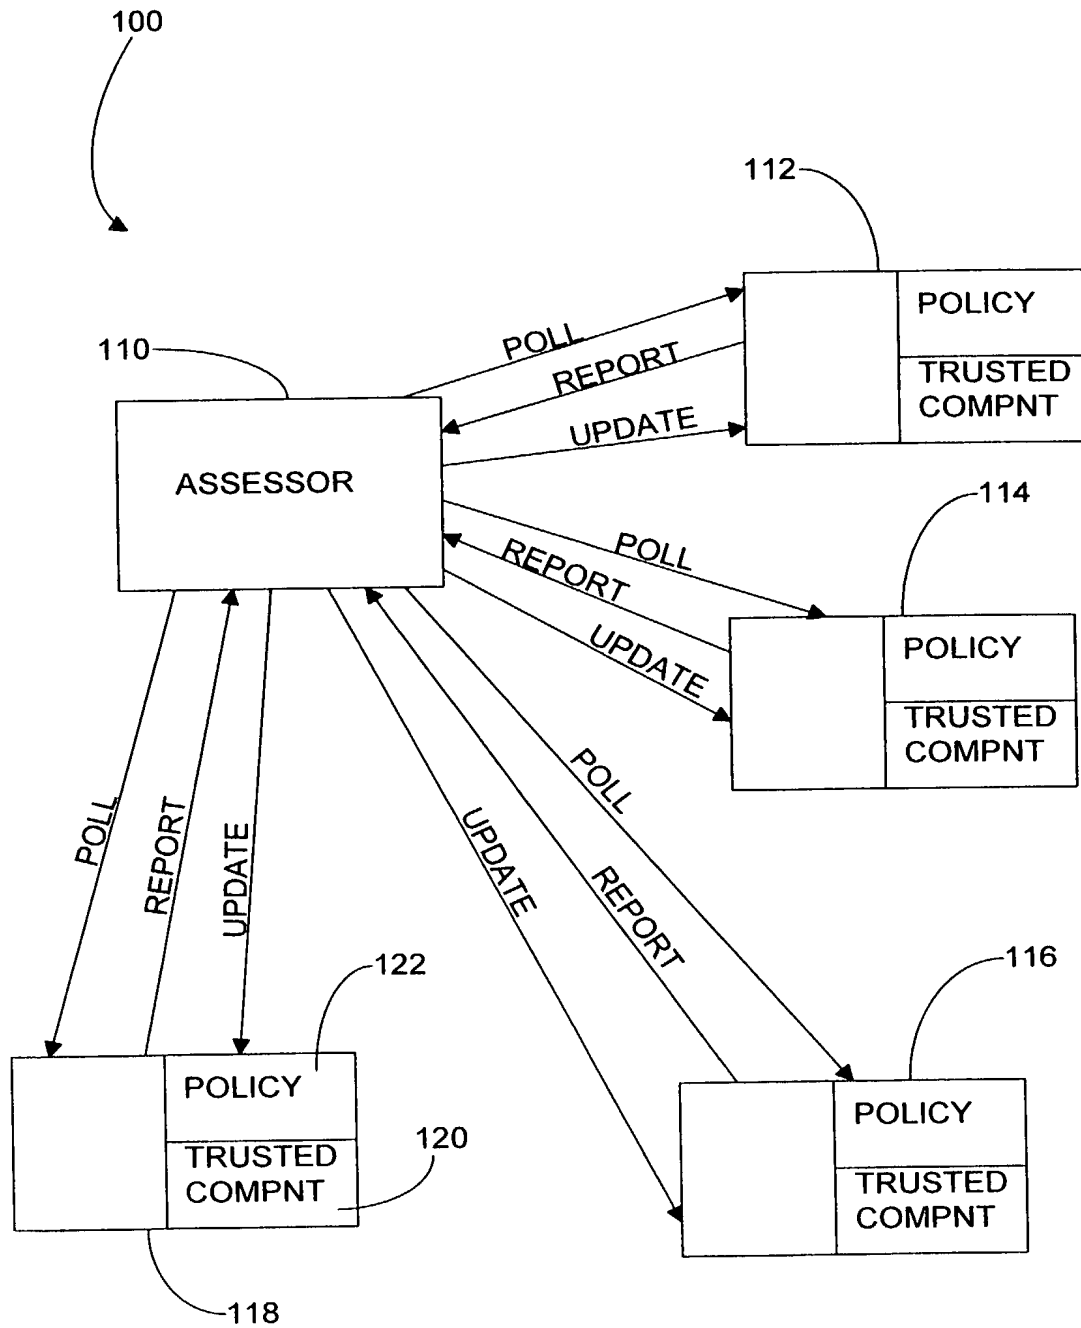 100
112
POLICY
TRUSTED
COMPNT
110
ASSESSOR
POLL
REPORT
UPDATE
114
POLL
REPORT
UPDATE
POLICY
TRUSTED
COMPNT
POLL
REPORT
UPDATE
UPDATE
REPORT
POLL
122
POLICY
120
TRUSTED
COMPNT
118
116
POLICY
TRUSTED
COMPNT